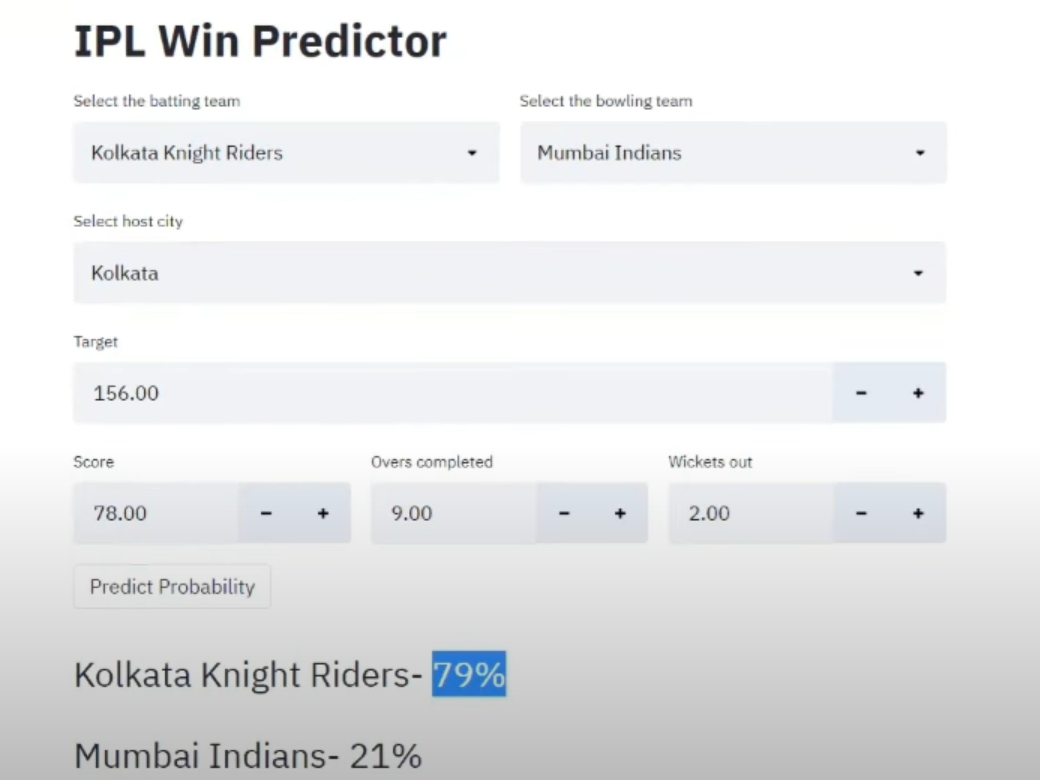 IPL Win Predictor
Select the batting team
Select the bowling team
Kolkata Knight Riders
Mumbai Indians
Select host city
Kolkata
Target
156.00 - +
Score
Overs completed
Wickets out
78.00 - +
9.00 - +
2.00 - +
Predict Probability
Kolkata Knight Riders- 79%
Mumbai Indians- 21%